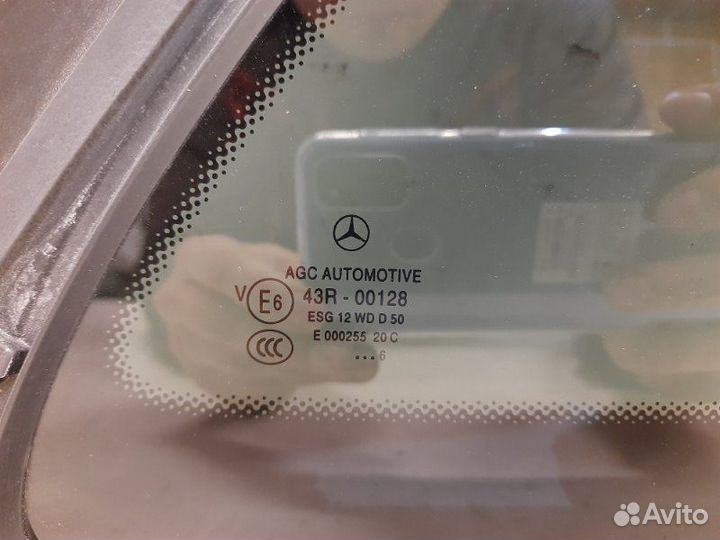 AGC AUTOMOTIVE
V E6 43R - 00128
ESG 12 WD D 50
E 000255 20 C
CCC
...6
Avito